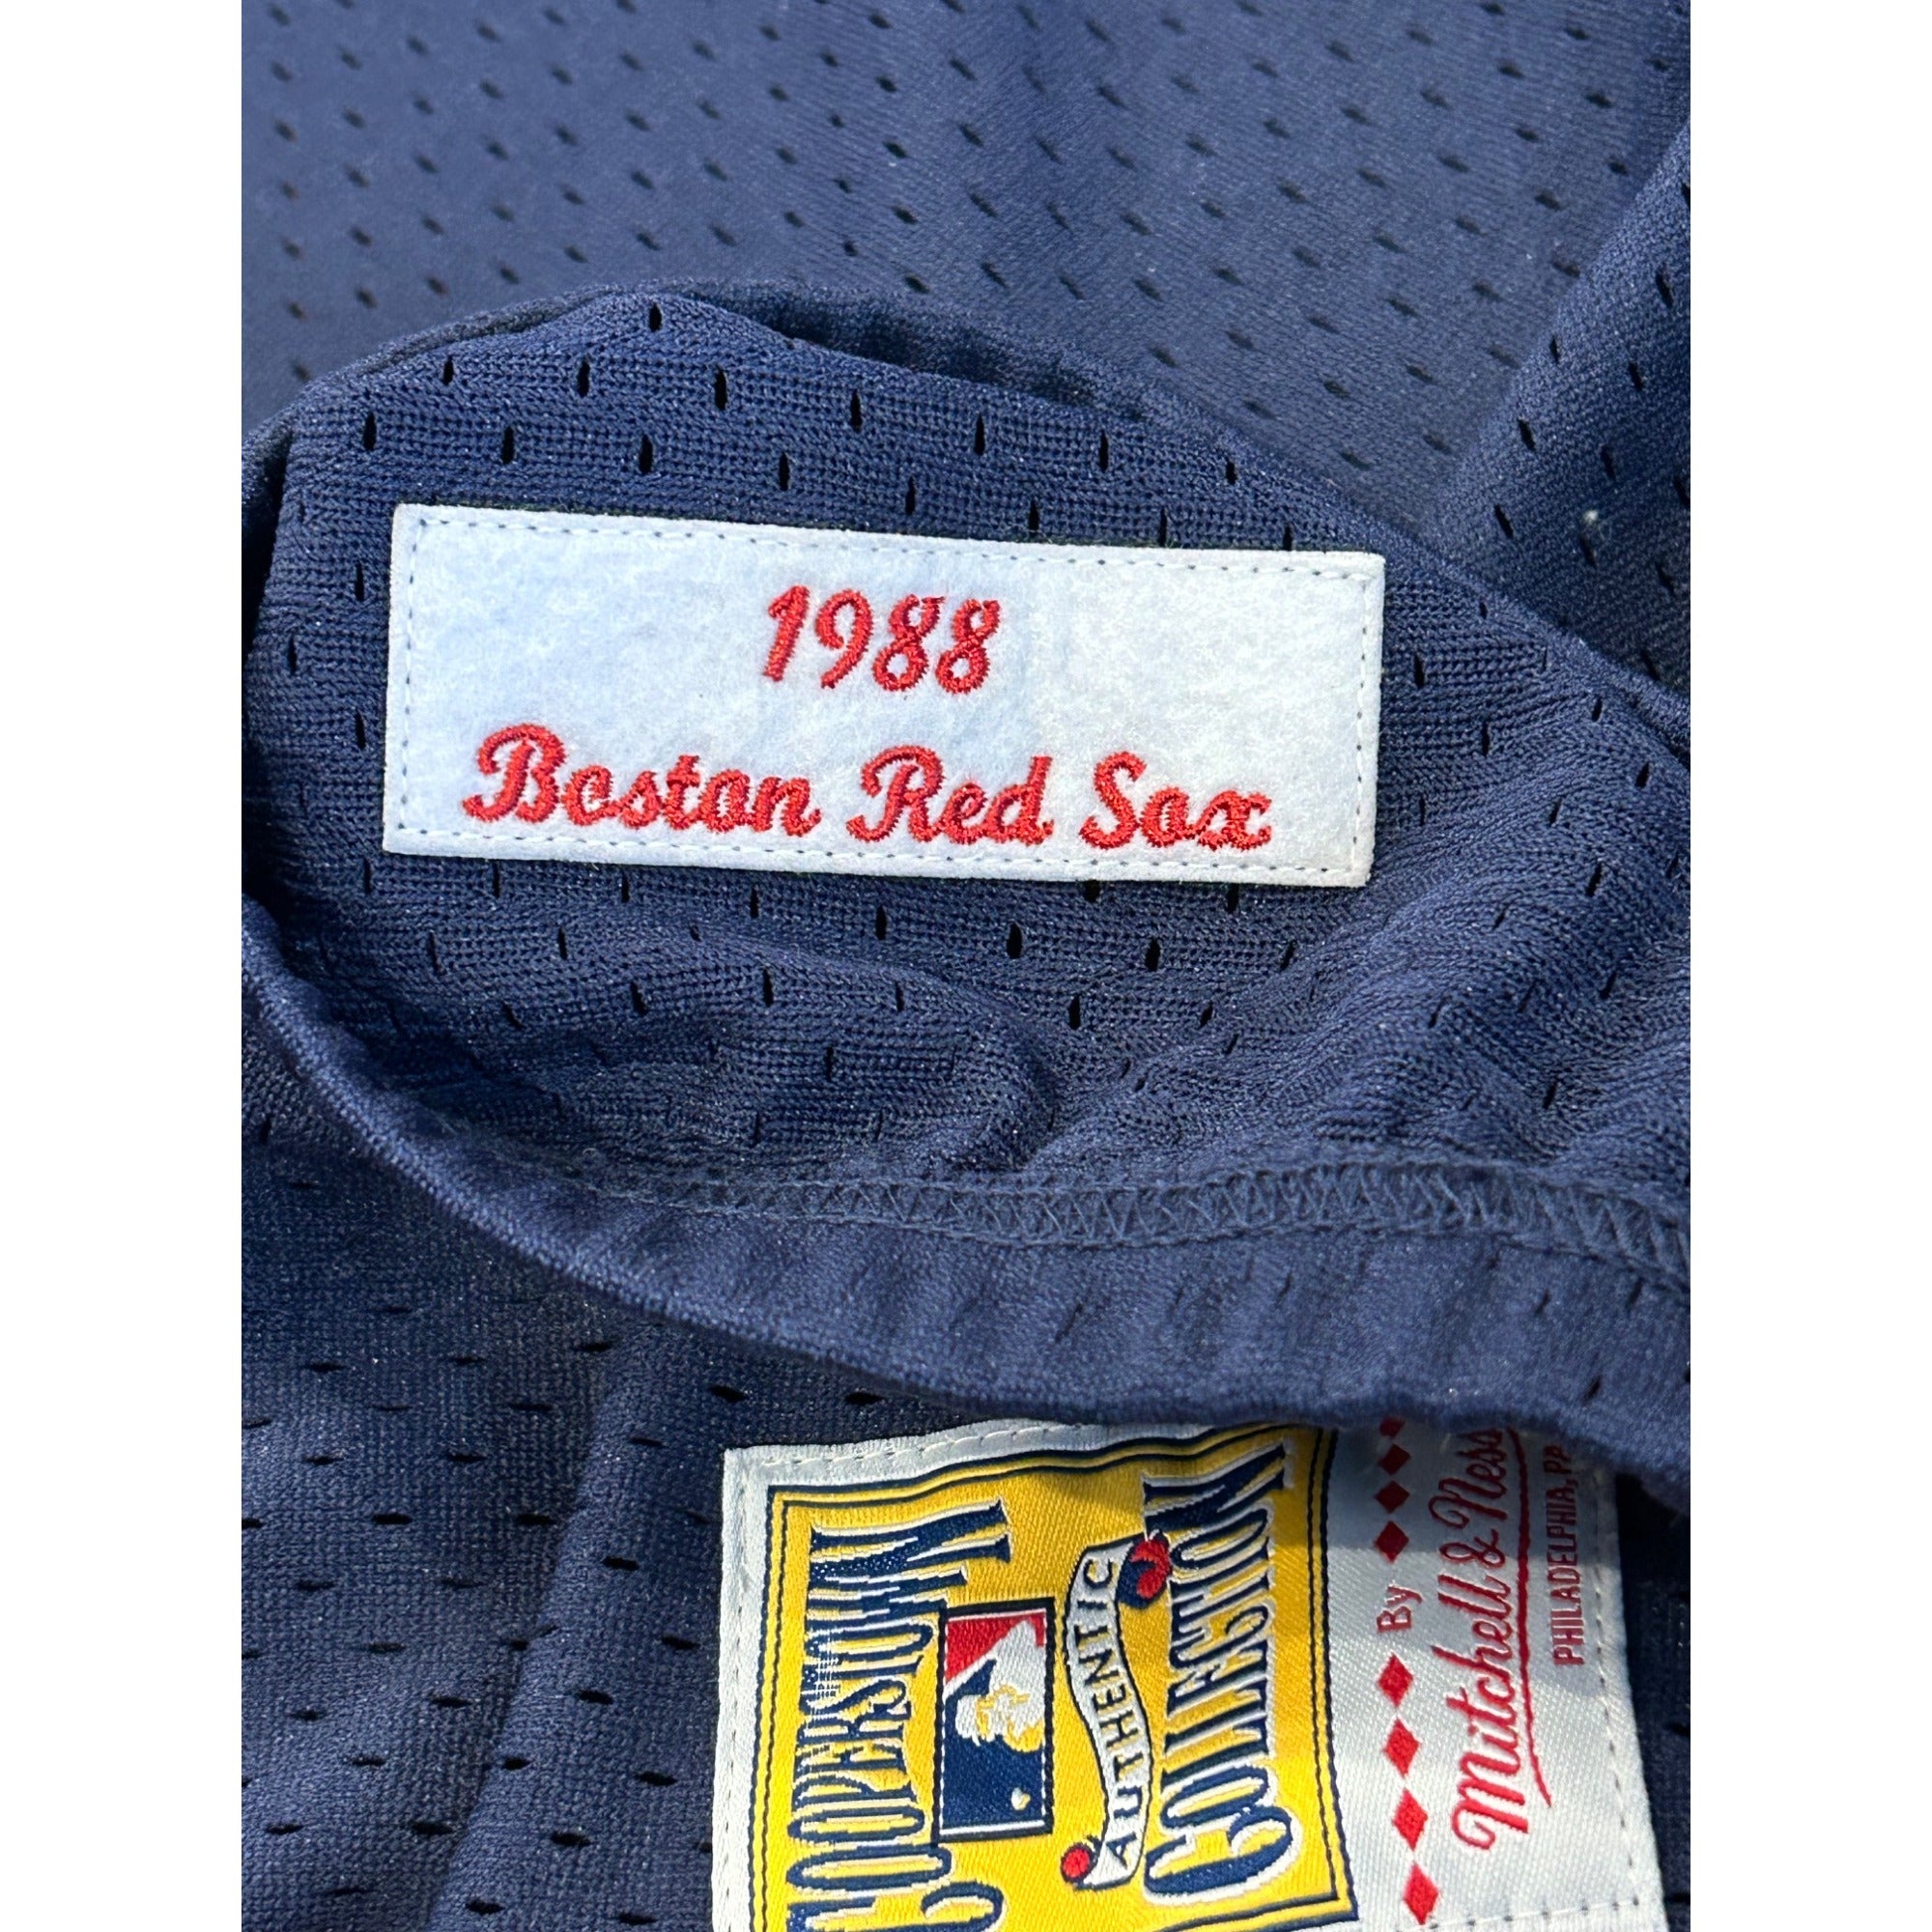 1988
Boston Red Sox
COOPERSTOWN
AUTHENTIC
COLLECTION
By
Mitchell & Ness
PHILADELPHIA, PA